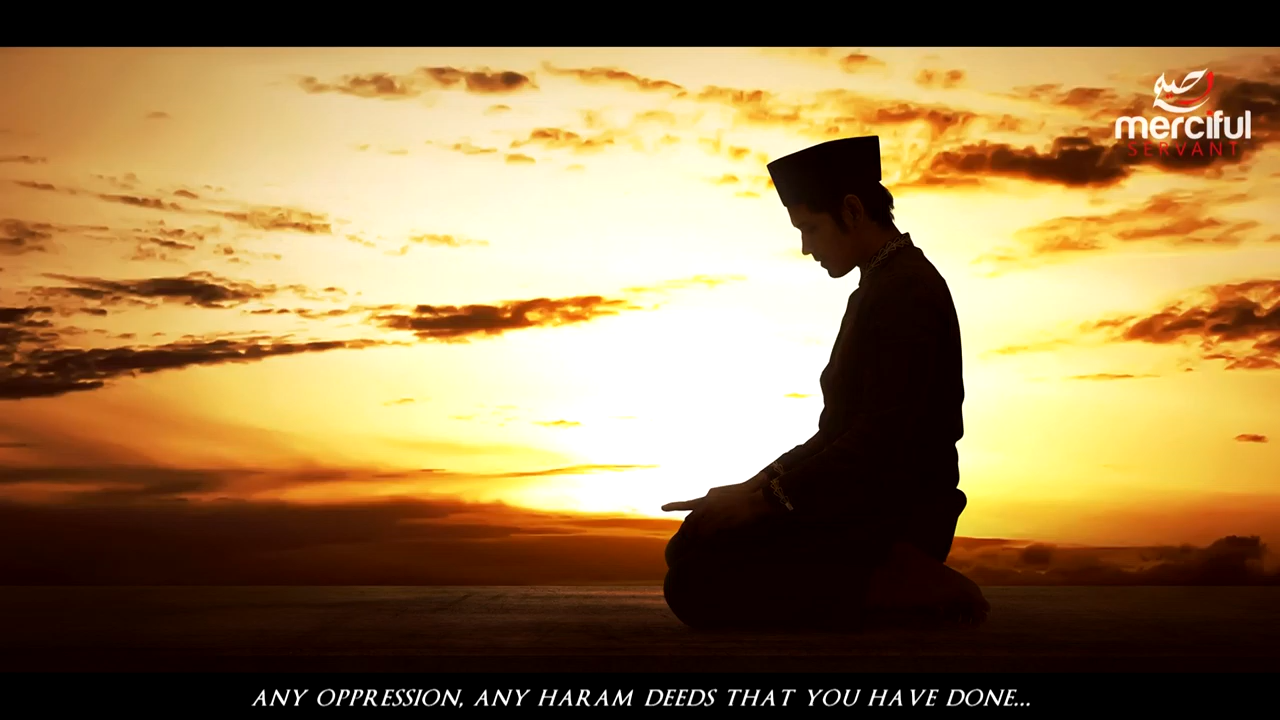 merciful
SERVANT
ANY OPPRESSION, ANY HARAM DEEDS THAT YOU HAVE DONE...